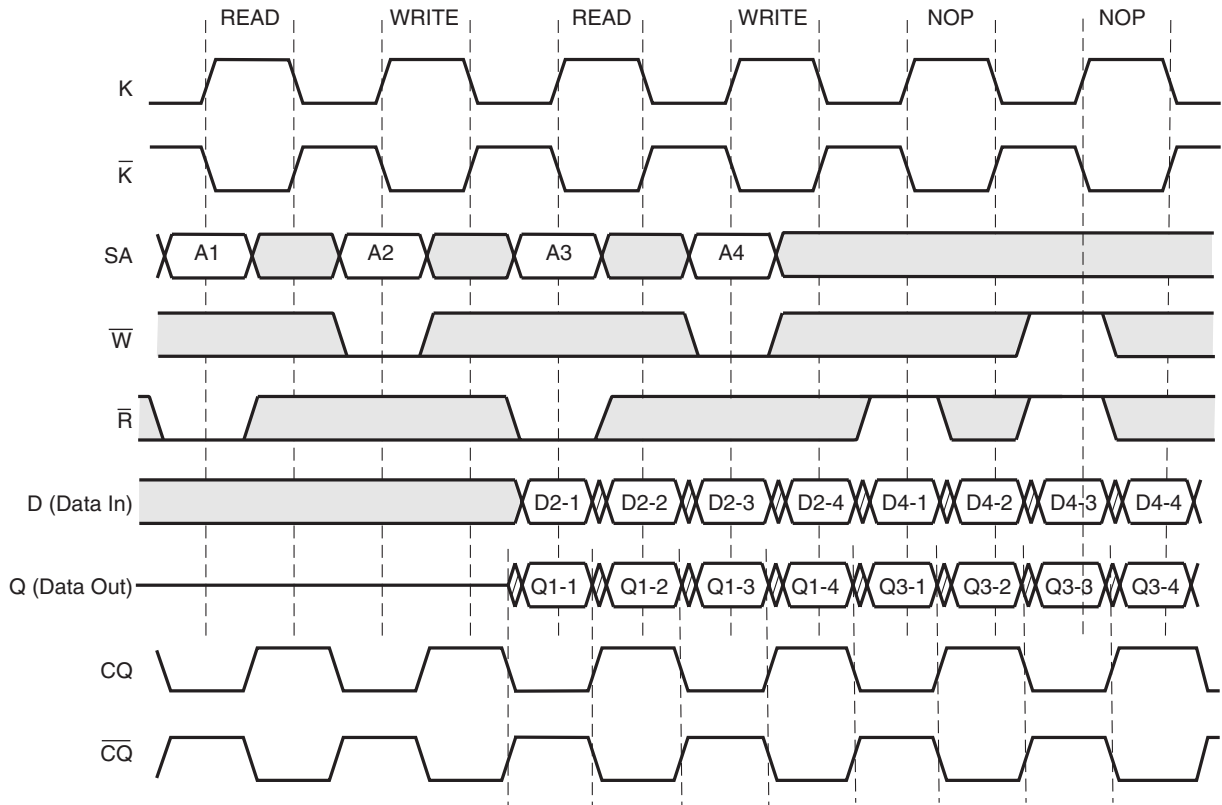 READ WRITE READ WRITE NOP NOP
K
K̅
SA A1 A2 A3 A4
W̅
R̅
D (Data In) D2-1 D2-2 D2-3 D2-4 D4-1 D4-2 D4-3 D4-4
Q (Data Out) Q1-1 Q1-2 Q1-3 Q1-4 Q3-1 Q3-2 Q3-3 Q3-4
CQ
C̅Q̅